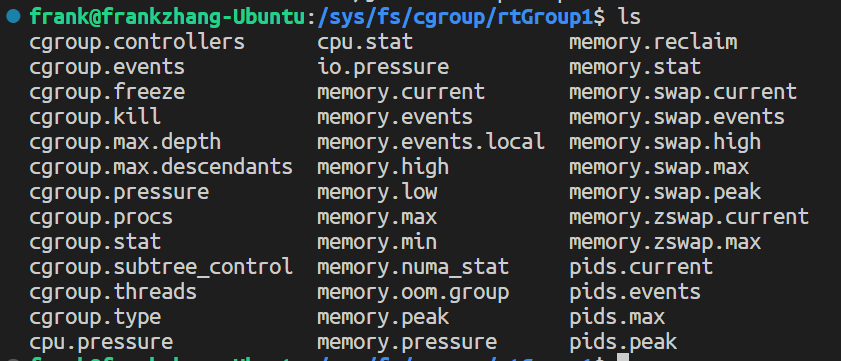 frank@frankzhang-Ubuntu:/sys/fs/cgroup/rtGroup1$ ls
cgroup.controllers cpu.stat memory.reclaim
cgroup.events io.pressure memory.stat
cgroup.freeze memory.current memory.swap.current
cgroup.kill memory.events memory.swap.events
cgroup.max.depth memory.events.local memory.swap.high
cgroup.max.descendants memory.high memory.swap.max
cgroup.pressure memory.low memory.swap.peak
cgroup.procs memory.max memory.zswap.current
cgroup.stat memory.min memory.zswap.max
cgroup.subtree_control memory.numa_stat pids.current
cgroup.threads memory.oom.group pids.events
cgroup.type memory.peak pids.max
cpu.pressure memory.pressure pids.peak